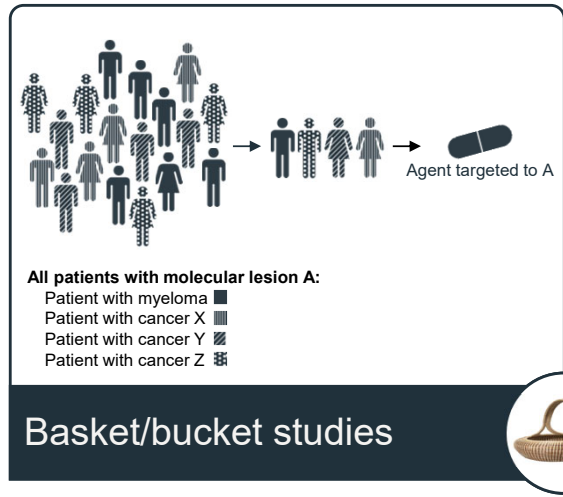 Agent targeted to A
All patients with molecular lesion A:
Patient with myeloma
Patient with cancer X
Patient with cancer Y
Patient with cancer Z
Basket/bucket studies